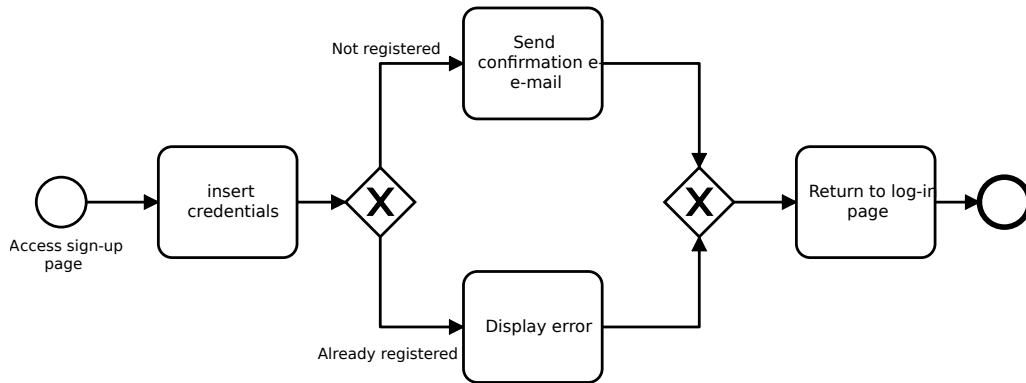 Access sign-up
page
insert
credentials
Not registered
Already registered
Send
confirmation e-
e-mail
Display error
Return to log-in
page